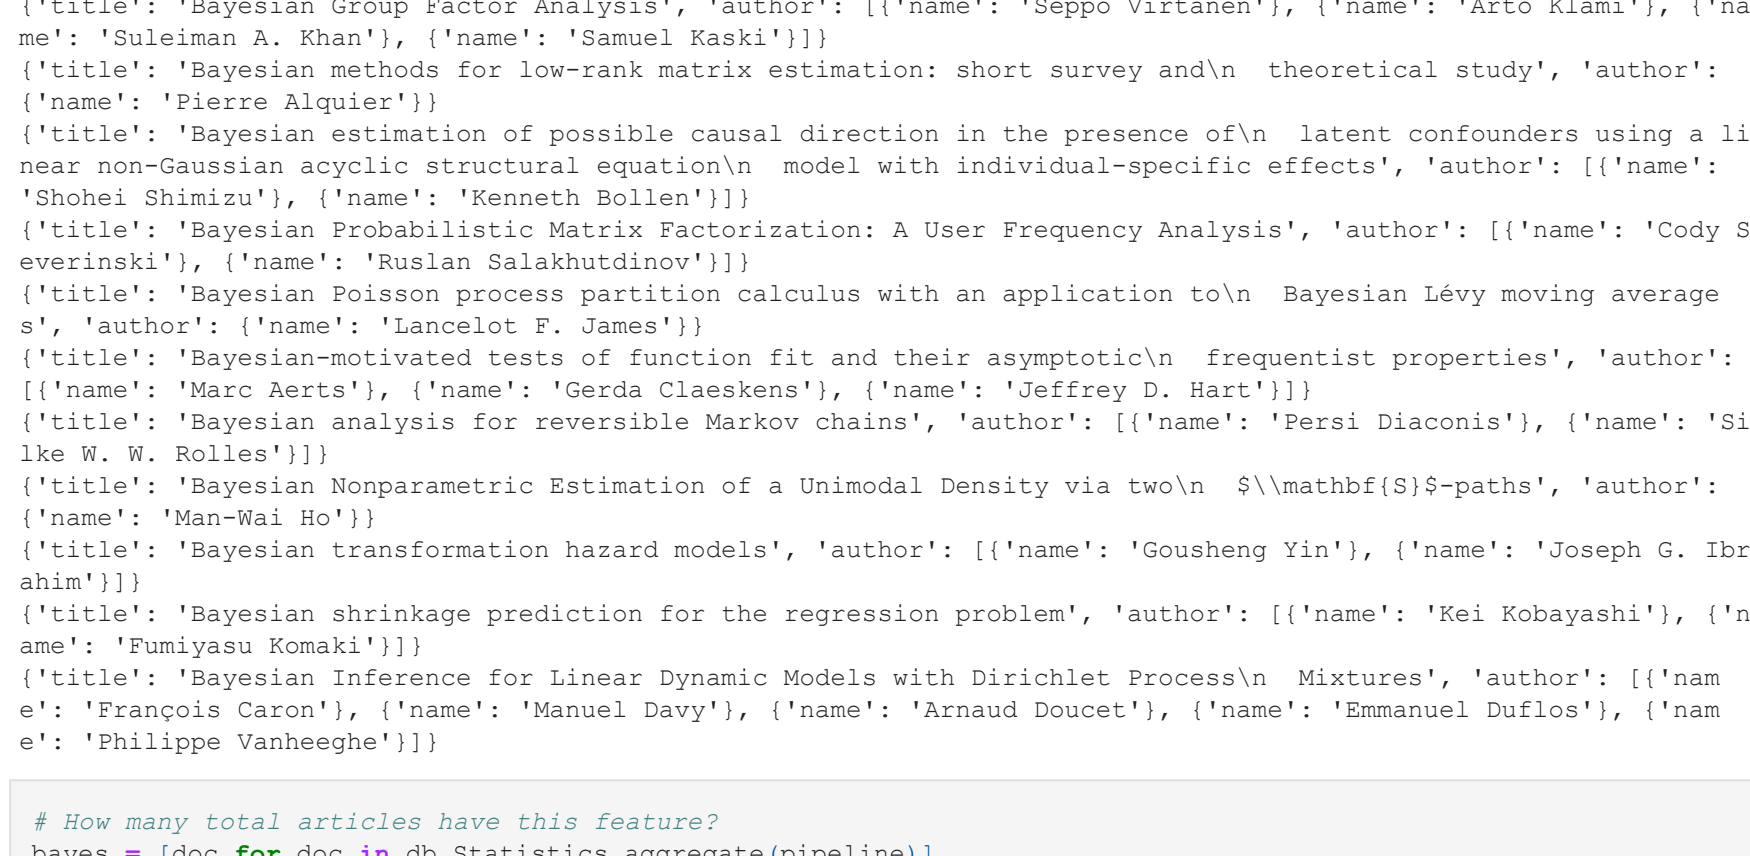 {'title': 'Bayesian Group Factor Analysis', 'author': [{'name': 'Seppo Virtanen'}, {'name': 'Arto Klami'}, {'na
me': 'Suleiman A. Khan'}, {'name': 'Samuel Kaski'}]}
{'title': 'Bayesian methods for low-rank matrix estimation: short survey and\n  theoretical study', 'author':
{'name': 'Pierre Alquier'}}
{'title': 'Bayesian estimation of possible causal direction in the presence of\n  latent confounders using a li
near non-Gaussian acyclic structural equation\n  model with individual-specific effects', 'author': [{'name':
'Shohei Shimizu'}, {'name': 'Kenneth Bollen'}]}
{'title': 'Bayesian Probabilistic Matrix Factorization: A User Frequency Analysis', 'author': [{'name': 'Cody S
everinski'}, {'name': 'Ruslan Salakhutdinov'}]}
{'title': 'Bayesian Poisson process partition calculus with an application to\n  Bayesian Lévy moving average
s', 'author': {'name': 'Lancelot F. James'}}
{'title': 'Bayesian-motivated tests of function fit and their asymptotic\n  frequentist properties', 'author':
[{'name': 'Marc Aerts'}, {'name': 'Gerda Claeskens'}, {'name': 'Jeffrey D. Hart'}]}
{'title': 'Bayesian analysis for reversible Markov chains', 'author': [{'name': 'Persi Diaconis'}, {'name': 'Si
lke W. W. Rolles'}]}
{'title': 'Bayesian Nonparametric Estimation of a Unimodal Density via two\n  $\\mathbf{S}$-paths', 'author':
{'name': 'Man-Wai Ho'}}
{'title': 'Bayesian transformation hazard models', 'author': [{'name': 'Gousheng Yin'}, {'name': 'Joseph G. Ibr
ahim'}]}
{'title': 'Bayesian shrinkage prediction for the regression problem', 'author': [{'name': 'Kei Kobayashi'}, {'n
ame': 'Fumiyasu Komaki'}]}
{'title': 'Bayesian Inference for Linear Dynamic Models with Dirichlet Process\n  Mixtures', 'author': [{'nam
e': 'François Caron'}, {'name': 'Manuel Davy'}, {'name': 'Arnaud Doucet'}, {'name': 'Emmanuel Duflos'}, {'nam
e': 'Philippe Vanheeghe'}]}
# How many total articles have this feature?
bayes = [doc for doc in db.Statistics.aggregate(pipeline)]